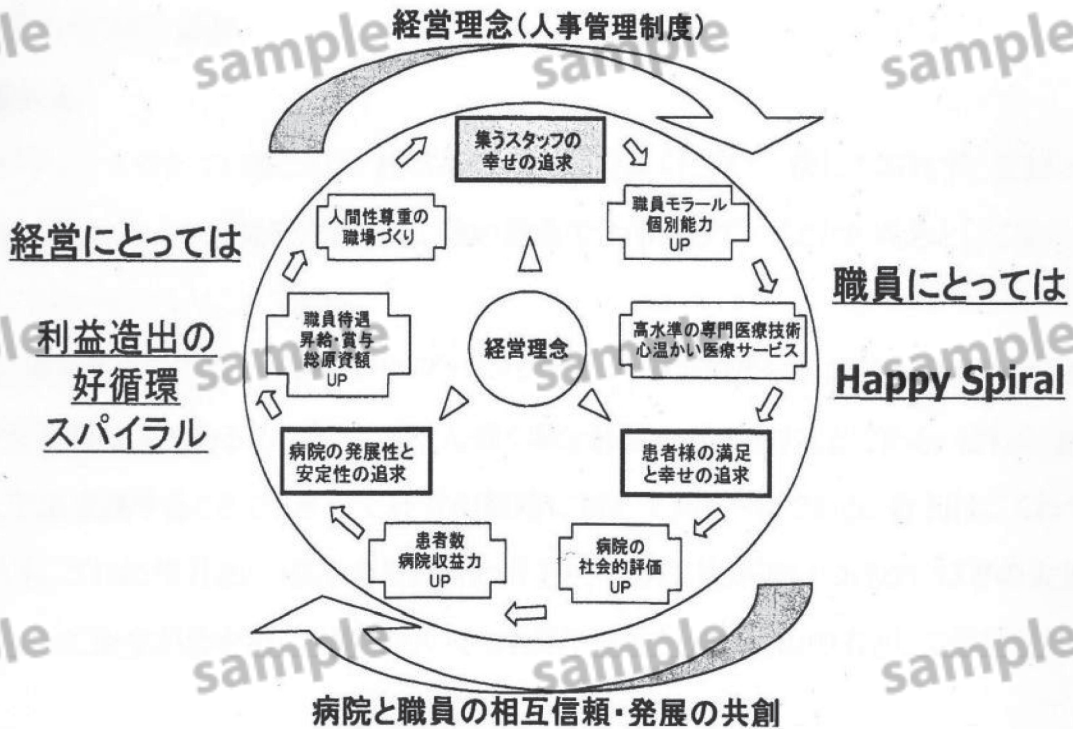 経営理念(人事管理制度)
集うスタッフの
幸せの追求
職員モラール
個別能力
UP
高水準の専門医療技術
心温かい医療サービス
患者様の満足
と幸せの追求
病院の
社会的評価
UP
患者数
病院収益力
UP
病院の発展性と
安定性の追求
職員待遇
昇給・賞与
総原資額
UP
人間性尊重の
職場づくり
経営理念
経営にとっては
利益造出の
好循環
スパイラル
職員にとっては
Happy Spiral
病院と職員の相互信頼・発展の共創
sample
sample
sample
sample
sample
sample
sample
sample
sample